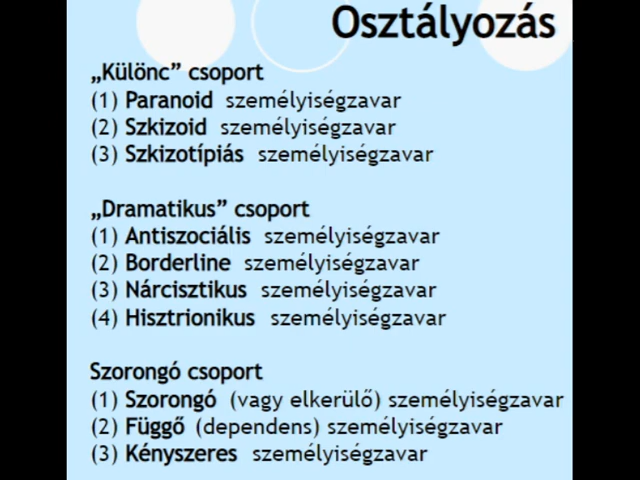 Osztályozás
„Különc” csoport
(1) Paranoid személyiségzavar
(2) Szkizoid személyiségzavar
(3) Szkizotípiás személyiségzavar
„Dramatikus” csoport
(1) Antiszociális személyiségzavar
(2) Borderline személyiségzavar
(3) Nárcisztikus személyiségzavar
(4) Hisztrionikus személyiségzavar
Szorongó csoport
(1) Szorongó (vagy elkerülő) személyiségzavar
(2) Függő (dependens) személyiségzavar
(3) Kényszeres személyiségzavar